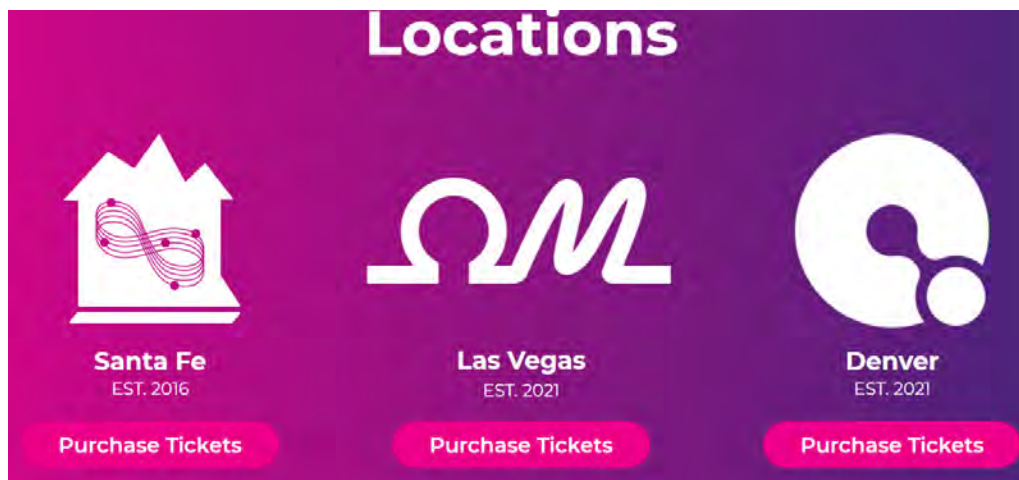 Locations
Santa Fe
EST. 2016
Purchase Tickets
Las Vegas
EST. 2021
Purchase Tickets
Denver
EST. 2021
Purchase Tickets